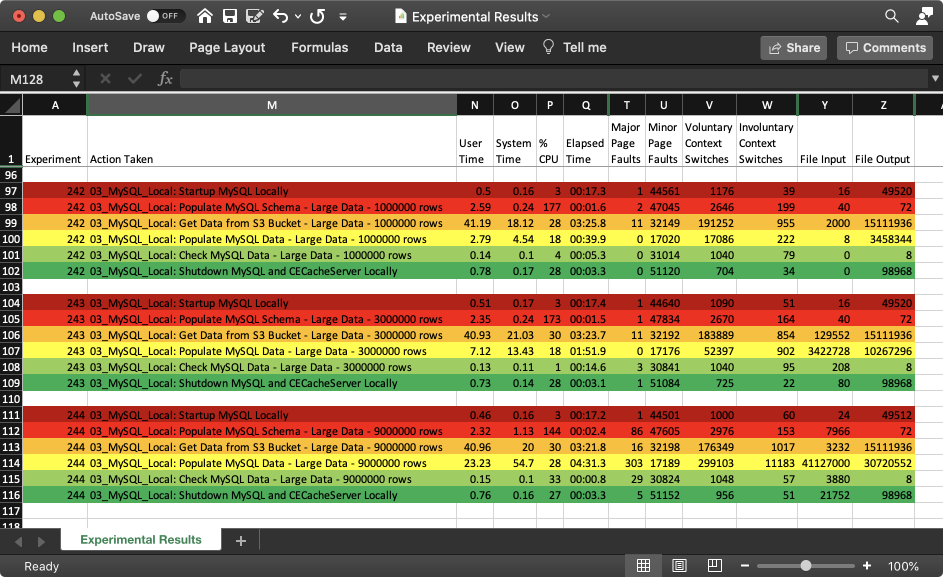 AutoSave OFF Experimental Results
Home Insert Draw Page Layout Formulas Data Review View Tell me Share Comments
M128 fx
A M N O P Q T U V W Y Z
Major Minor Voluntary Involuntary
User System % Elapsed Page Page Context Context
1 Experiment Action Taken Time Time CPU Time Faults Faults Switches Switches File Input File Output
96
97 242 03_MySQL_Local: Startup MySQL Locally 0.5 0.16 3 00:17.3 1 44561 1176 39 16 49520
98 242 03_MySQL_Local: Populate MySQL Schema - Large Data - 1000000 rows 2.59 0.24 177 00:01.6 2 47045 2646 199 40 72
99 242 03_MySQL_Local: Get Data from S3 Bucket - Large Data - 1000000 rows 41.19 18.12 28 03:25.8 11 32149 191252 955 2000 15111936
100 242 03_MySQL_Local: Populate MySQL Data - Large Data - 1000000 rows 2.79 4.54 18 00:39.9 0 17020 17086 222 8 3458344
101 242 03_MySQL_Local: Check MySQL Data - Large Data - 1000000 rows 0.14 0.1 4 00:05.3 0 31014 1040 79 0 8
102 242 03_MySQL_Local: Shutdown MySQL and CECacheServer Locally 0.78 0.17 28 00:03.3 0 51120 704 34 0 98968
103
104 243 03_MySQL_Local: Startup MySQL Locally 0.51 0.17 3 00:17.4 1 44640 1090 51 16 49520
105 243 03_MySQL_Local: Populate MySQL Schema - Large Data - 3000000 rows 2.35 0.24 173 00:01.5 1 47834 2670 164 40 72
106 243 03_MySQL_Local: Get Data from S3 Bucket - Large Data - 3000000 rows 40.93 21.03 30 03:23.7 11 32192 183889 854 129552 15111936
107 243 03_MySQL_Local: Populate MySQL Data - Large Data - 3000000 rows 7.12 13.43 18 01:51.9 0 17176 52397 902 3422728 10267296
108 243 03_MySQL_Local: Check MySQL Data - Large Data - 3000000 rows 0.13 0.11 1 00:14.6 3 30841 1040 95 208 8
109 243 03_MySQL_Local: Shutdown MySQL and CECacheServer Locally 0.73 0.14 28 00:03.1 1 51084 725 22 80 98968
110
111 244 03_MySQL_Local: Startup MySQL Locally 0.46 0.16 3 00:17.2 1 44501 1000 60 24 49512
112 244 03_MySQL_Local: Populate MySQL Schema - Large Data - 9000000 rows 2.32 1.13 144 00:02.4 86 47605 2976 153 7966 72
113 244 03_MySQL_Local: Get Data from S3 Bucket - Large Data - 9000000 rows 40.96 20 30 03:21.8 16 32198 176349 1017 3232 15111936
114 244 03_MySQL_Local: Populate MySQL Data - Large Data - 9000000 rows 23.23 54.7 28 04:31.3 303 17189 299103 11183 41127000 30720552
115 244 03_MySQL_Local: Check MySQL Data - Large Data - 9000000 rows 0.15 0.1 33 00:00.8 29 30824 1048 57 3880 8
116 244 03_MySQL_Local: Shutdown MySQL and CECacheServer Locally 0.76 0.16 27 00:03.3 5 51152 956 51 21752 98968
117
118
Experimental Results +
Ready 100%